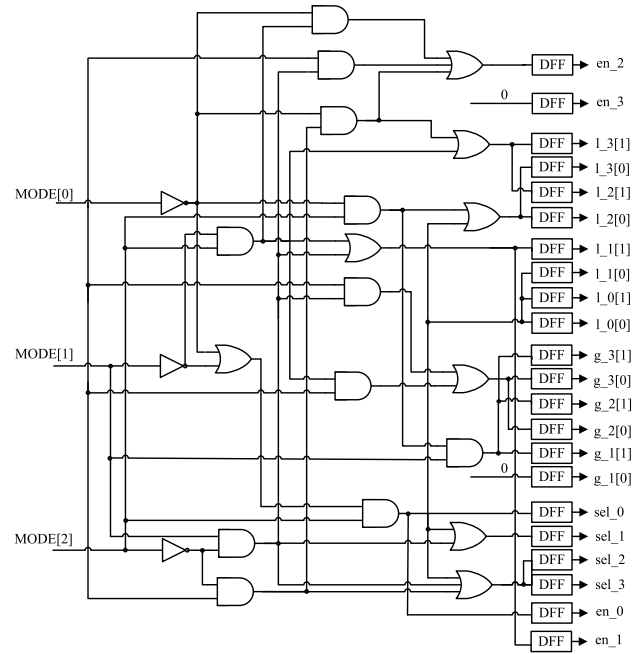 DFF en_2
0 DFF en_3
DFF l_3[1]
DFF l_3[0]
MODE[0] DFF l_2[1]
DFF l_2[0]
DFF l_1[1]
DFF l_1[0]
DFF l_0[1]
DFF l_0[0]
MODE[1] DFF g_3[1]
DFF g_3[0]
DFF g_2[1]
DFF g_2[0]
DFF g_1[1]
0 DFF g_1[0]
DFF sel_0
MODE[2] DFF sel_1
DFF sel_2
DFF sel_3
DFF en_0
DFF en_1